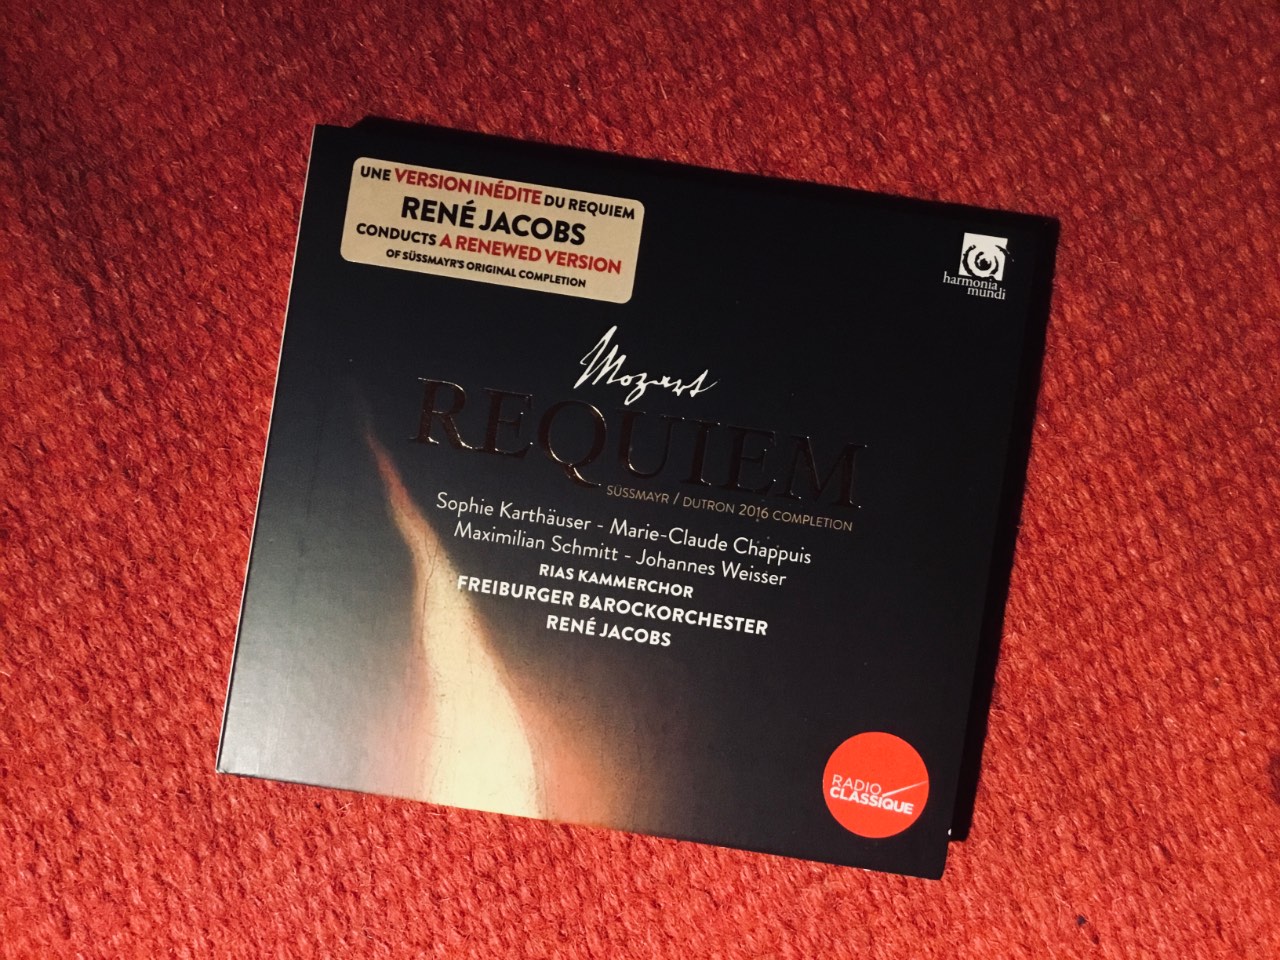 UNE VERSION INÉDITE DU REQUIEM
RENÉ JACOBS
CONDUCTS A RENEWED VERSION
OF SÜSSMAYR'S ORIGINAL COMPLETION
harmonia
mundi
Mozart
REQUIEM
SÜSSMAYR / DUTRON 2016 COMPLETION
Sophie Karthäuser - Marie-Claude Chappuis
Maximilian Schmitt - Johannes Weisser
RIAS KAMMERCHOR
FREIBURGER BAROCKORCHESTER
RENÉ JACOBS
RADIO
CLASSIQUE